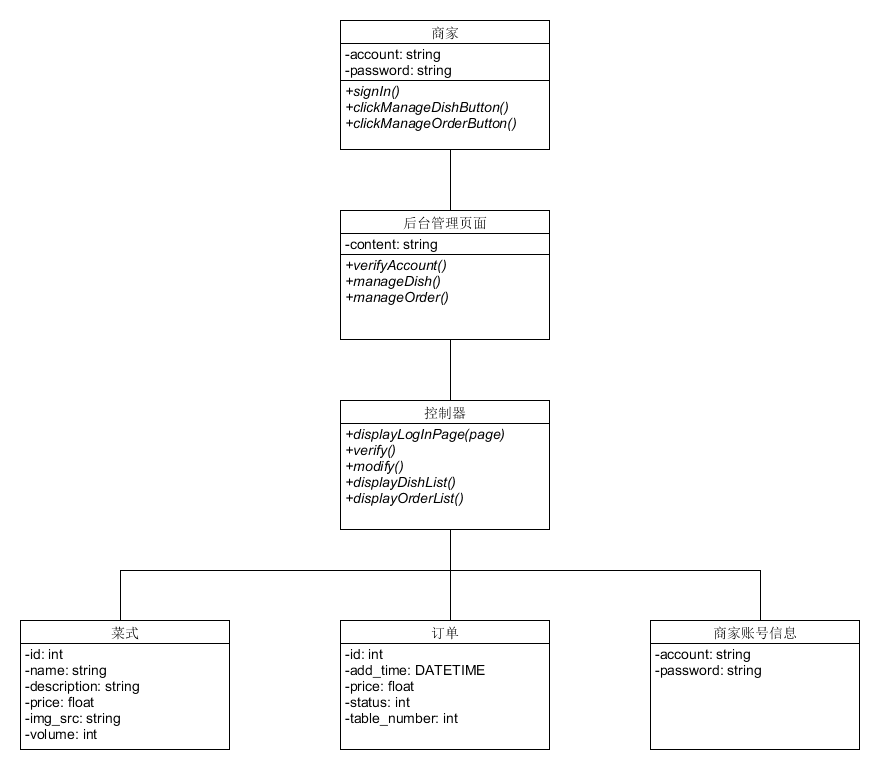 商家
-account: string
-password: string
+signIn()
+clickManageDishButton()
+clickManageOrderButton()
后台管理页面
-content: string
+verifyAccount()
+manageDish()
+manageOrder()
控制器
+displayLogInPage(page)
+verify()
+modify()
+displayDishList()
+displayOrderList()
菜式
-id: int
-name: string
-description: string
-price: float
-img_src: string
-volume: int
订单
-id: int
-add_time: DATETIME
-price: float
-status: int
-table_number: int
商家账号信息
-account: string
-password: string